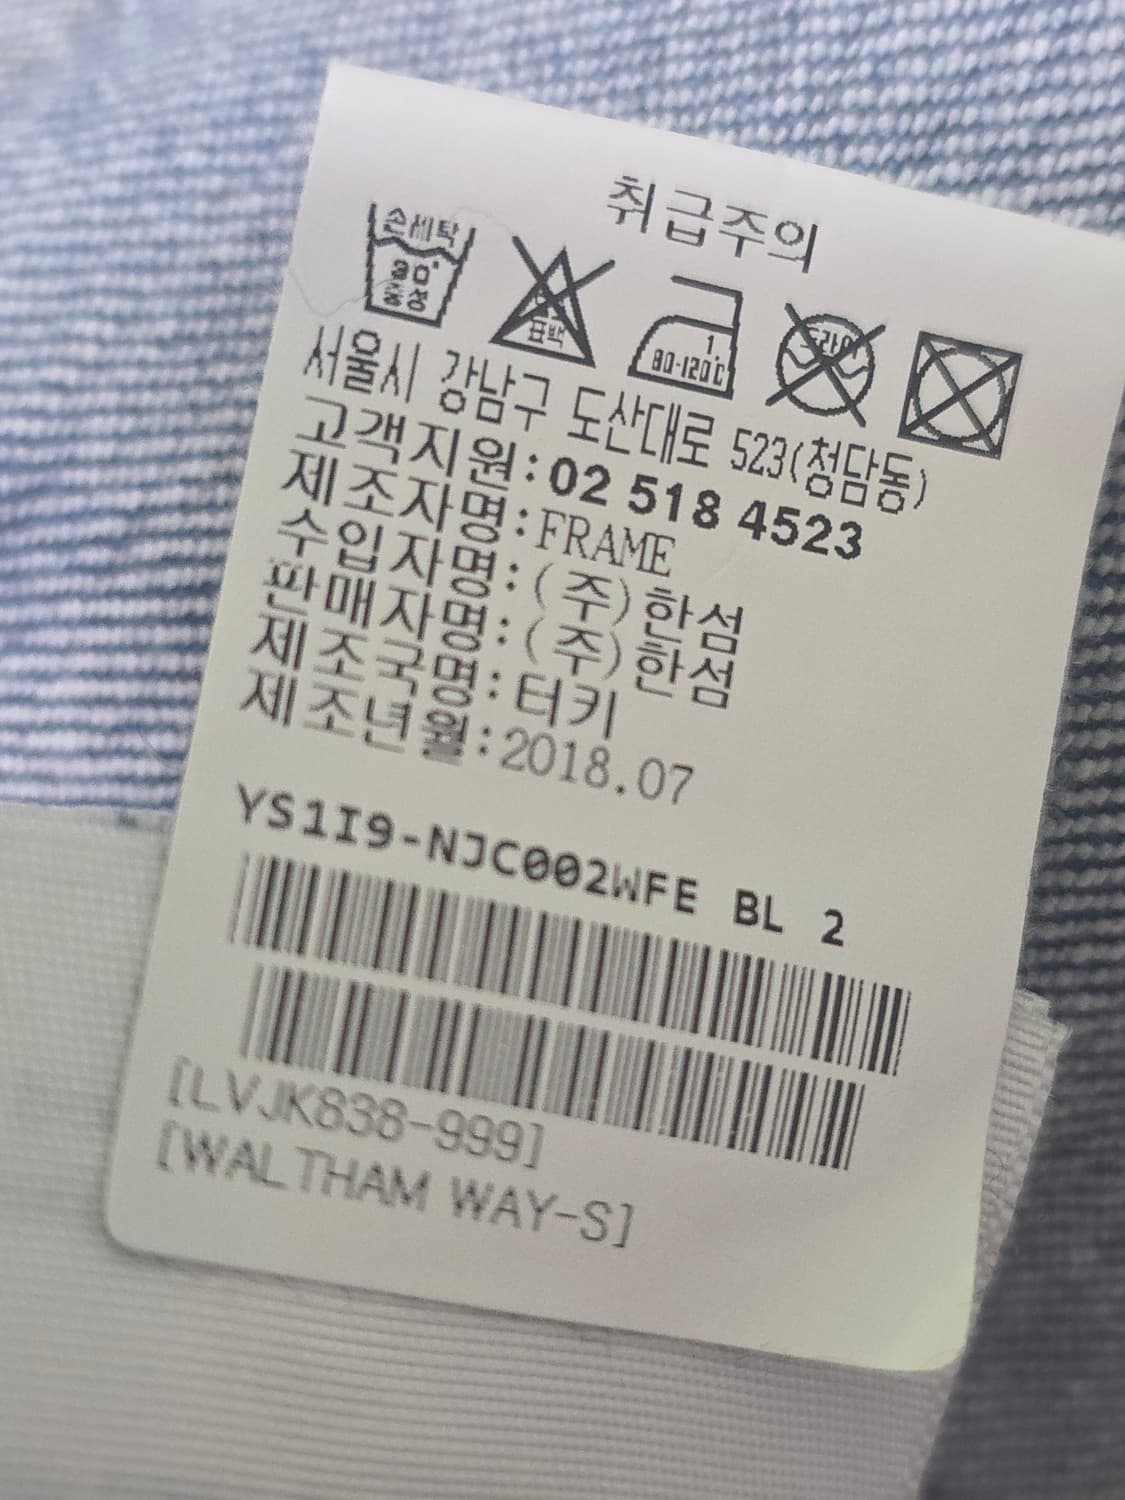 취급주의
손세탁 30° 중성 표백 1 80-120℃ 드라이
서울시 강남구 도산대로 523(청담동)
고객지원:02 518 4523
제조자명:FRAME
수입자명:(주)한섬
판매자명:(주)한섬
제조국명:터키
제조년월:2018.07
YS1I9-NJC002WFE BL 2
[LVJK838-999]
[WALTHAM WAY-S]